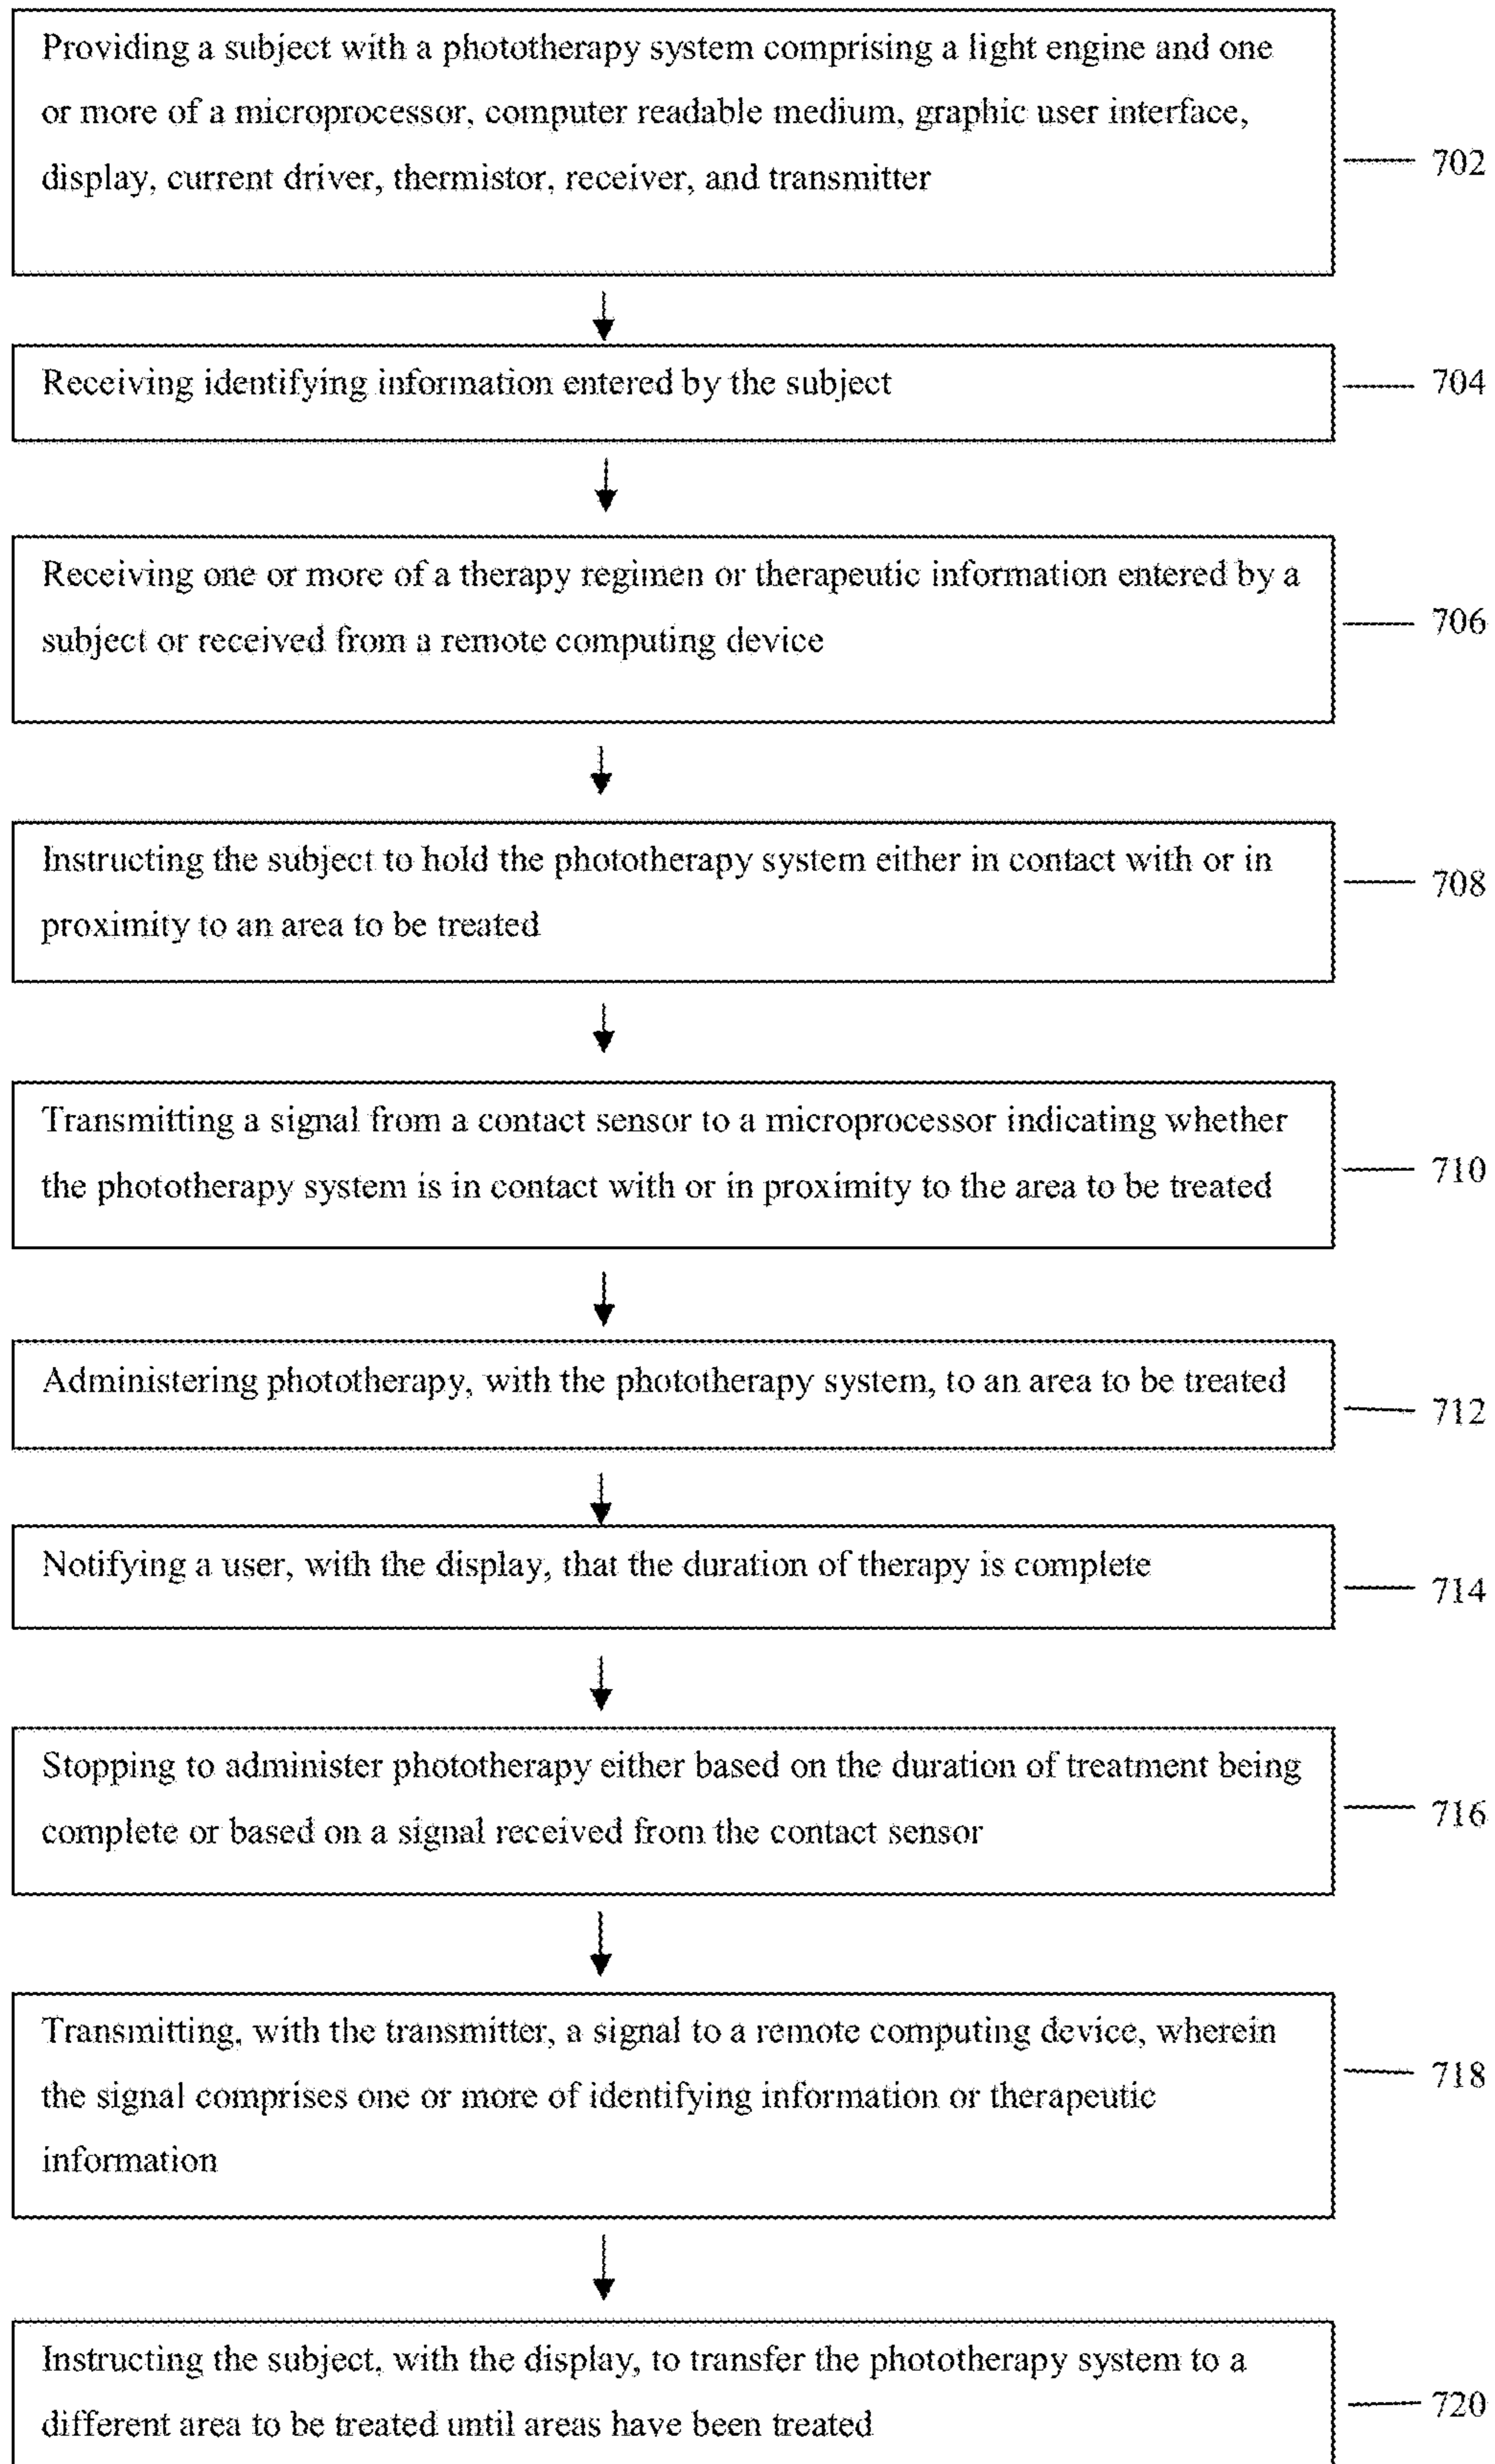 Providing a subject with a phototherapy system comprising a light engine and one
or more of a microprocessor, computer readable medium, graphic user interface,
display, current driver, thermistor, receiver, and transmitter
702
Receiving identifying information entered by the subject
704
Receiving one or more of a therapy regimen or therapeutic information entered by a
subject or received from a remote computing device
706
Instructing the subject to hold the phototherapy system either in contact with or in
proximity to an area to be treated
708
Transmitting a signal from a contact sensor to a microprocessor indicating whether
the phototherapy system is in contact with or in proximity to the area to be treated
710
Administering phototherapy, with the phototherapy system, to an area to be treated
712
Notifying a user, with the display, that the duration of therapy is complete
714
Stopping to administer phototherapy either based on the duration of treatment being
complete or based on a signal received from the contact sensor
716
Transmitting, with the transmitter, a signal to a remote computing device, wherein
the signal comprises one or more of identifying information or therapeutic
information
718
Instructing the subject, with the display, to transfer the phototherapy system to a
different area to be treated until areas have been treated
720